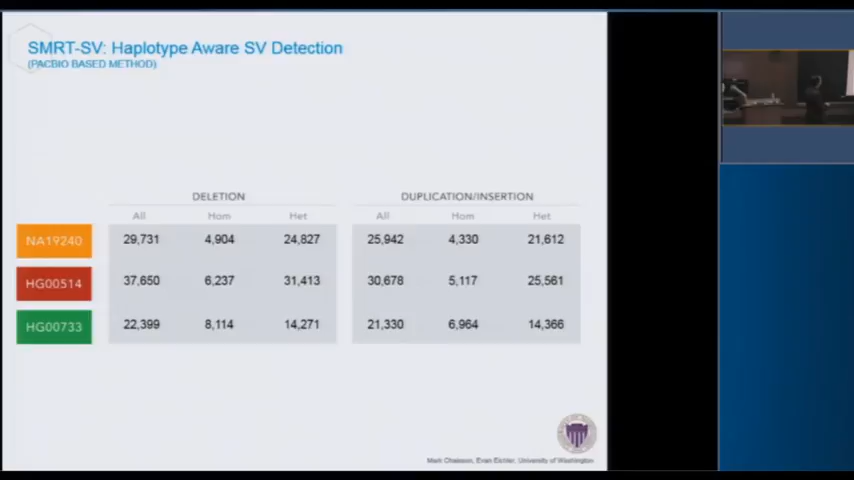 SMRT-SV: Haplotype Aware SV Detection
(PACBIO BASED METHOD)
DELETION DUPLICATION/INSERTION
All Hom Het All Hom Het
NA19240 29,731 4,904 24,827 25,942 4,330 21,612
HG00514 37,650 6,237 31,413 30,678 5,117 25,561
HG00733 22,399 8,114 14,271 21,330 6,964 14,366
Mark Chaisson, Evan Eichler, University of Washington